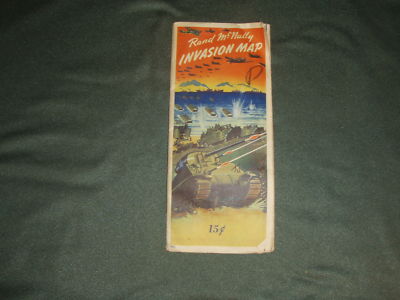 Rand McNally
INVASION MAP
15¢